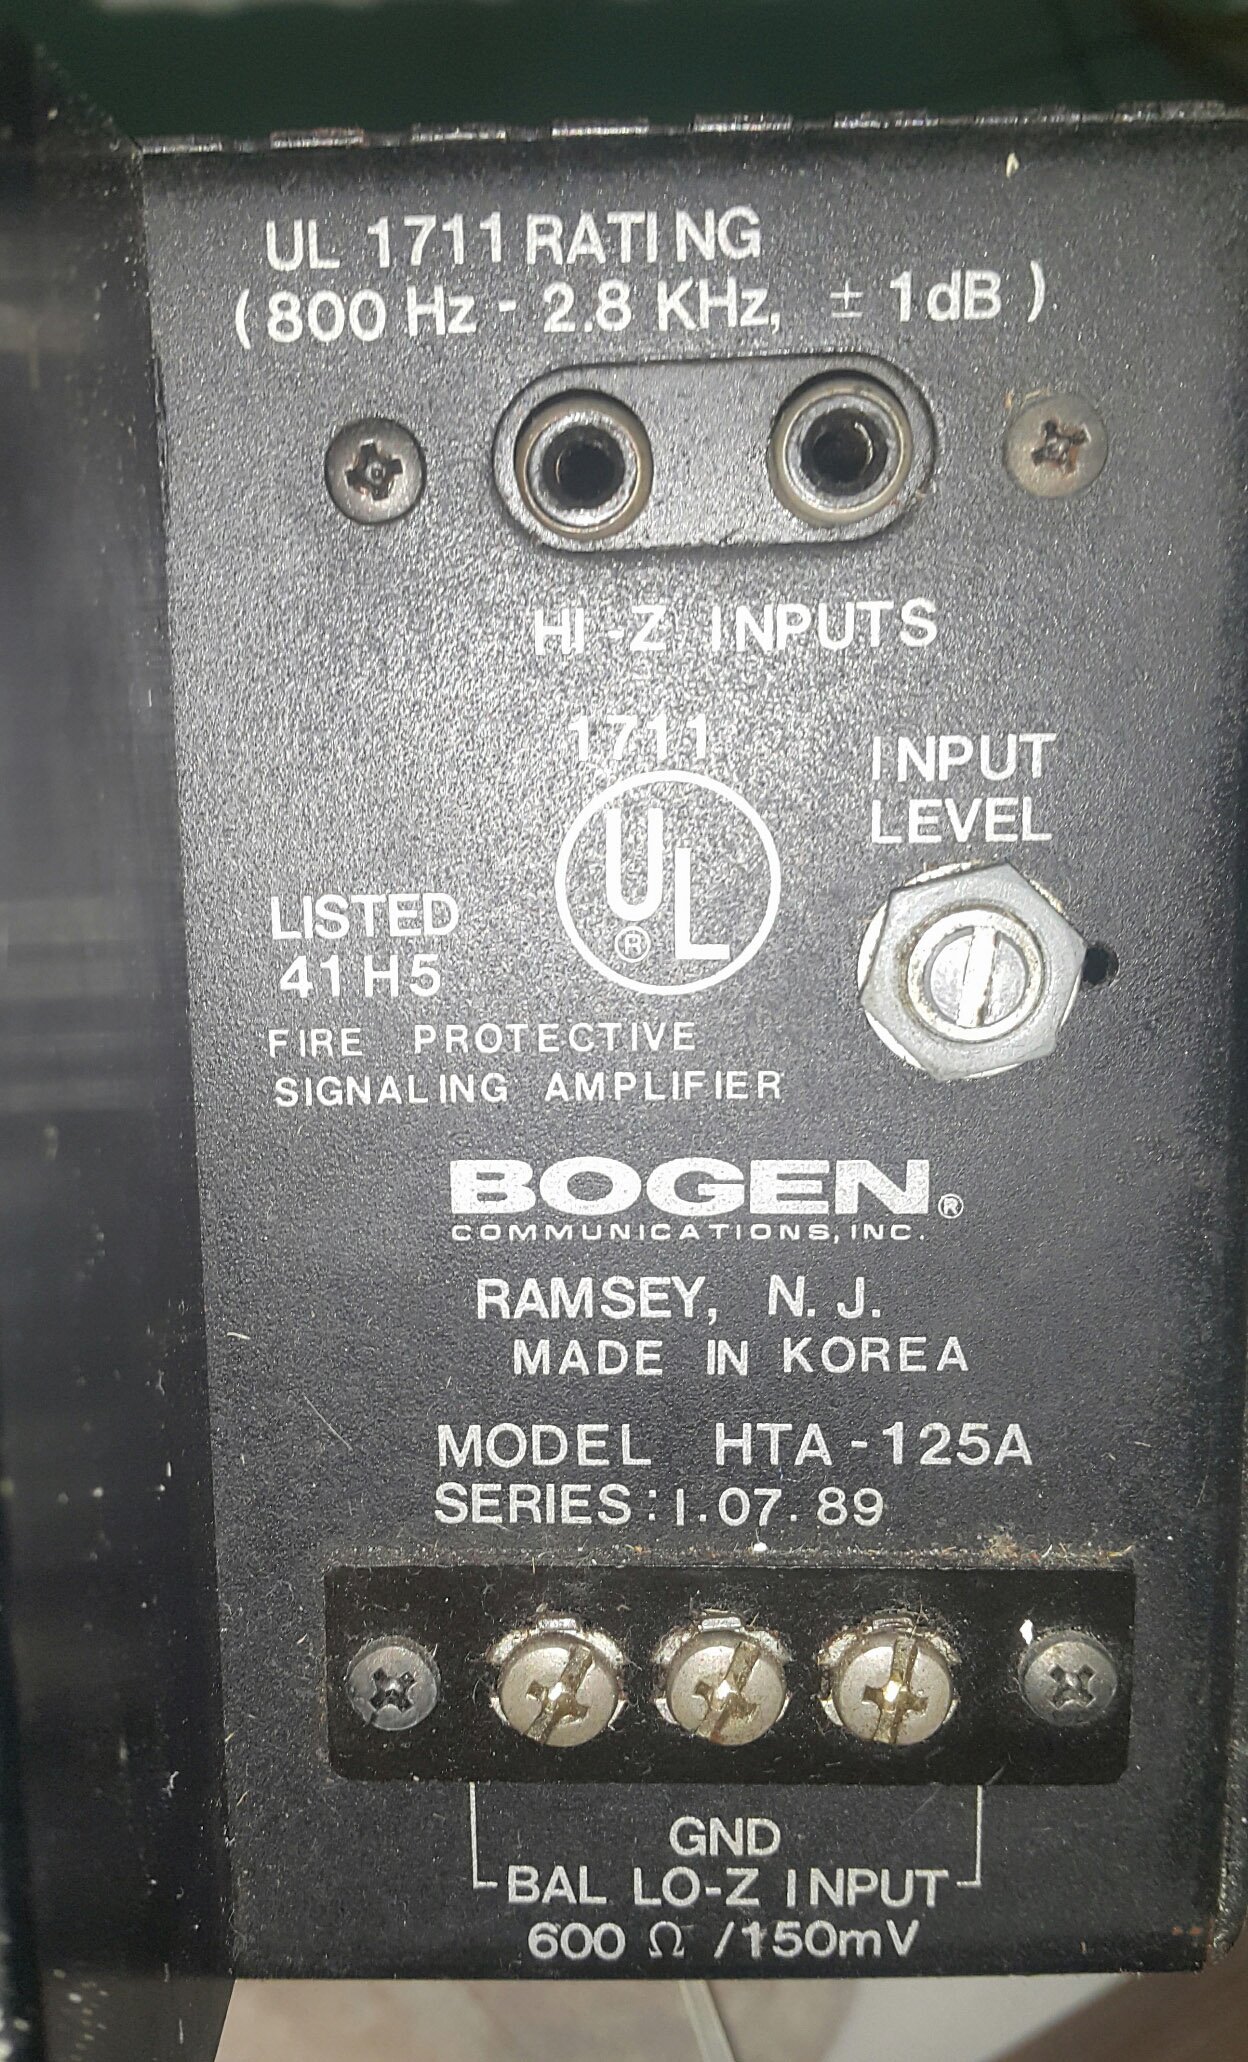 UL 1711 RATING
(800 Hz - 2.8 KHz, ± 1dB)
HI-Z INPUTS
1711
UL
®
INPUT
LEVEL
LISTED
41H5
FIRE PROTECTIVE
SIGNALING AMPLIFIER
BOGEN®
COMMUNICATIONS, INC.
RAMSEY, N. J.
MADE IN KOREA
MODEL HTA-125A
SERIES: I. 07. 89
GND
BAL LO-Z INPUT
600 Ω /150mV